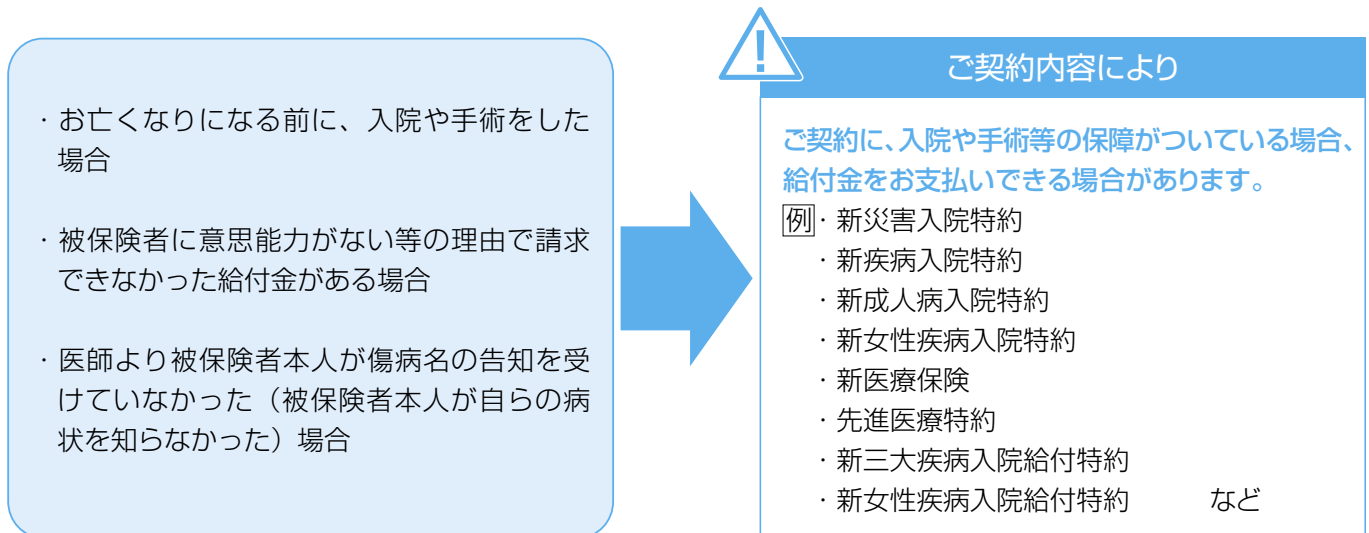 ・お亡くなりになる前に、入院や手術をした
場合
・被保険者に意思能力がない等の理由で請求
できなかった給付金がある場合
・医師より被保険者本人が傷病名の告知を受
けていなかった（被保険者本人が自らの病
状を知らなかった）場合
!
ご契約内容により
ご契約に、入院や手術等の保障がついている場合、
給付金をお支払いできる場合があります。
例・新災害入院特約
・新疾病入院特約
・新成人病入院特約
・新女性疾病入院特約
・新医療保険
・先進医療特約
・新三大疾病入院給付特約
・新女性疾病入院給付特約　　など